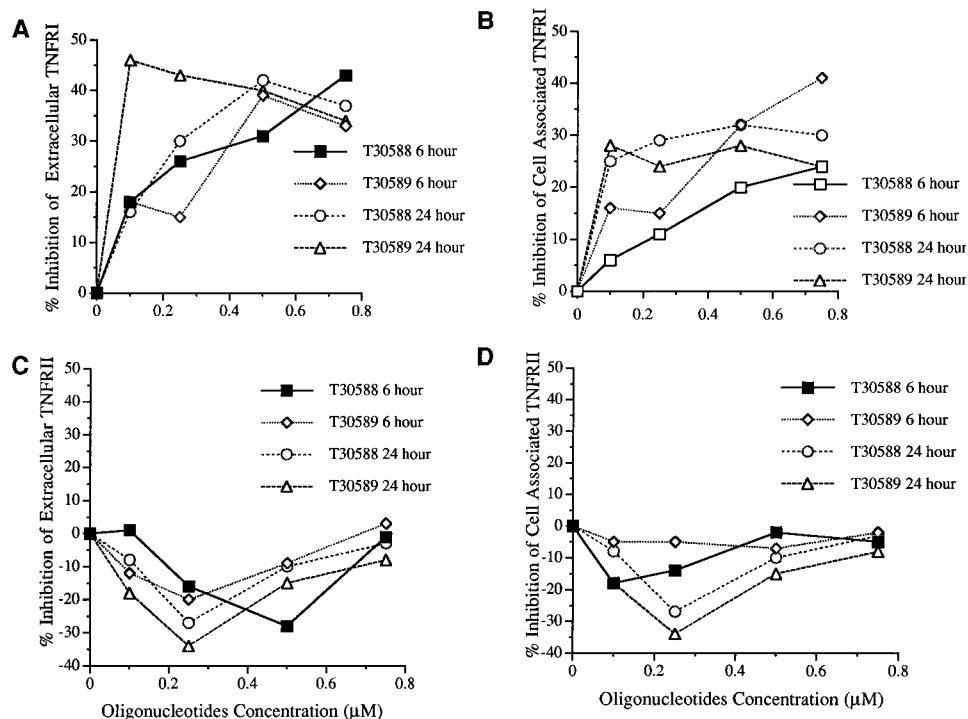 A
% Inhibition of Extracellular TNFRI
50
40
30
20
10
0
0
0.2
0.4
0.6
0.8
T30588 6 hour
T30589 6 hour
T30588 24 hour
T30589 24 hour
B
% Inhibition of Cell Associated TNFRI
50
40
30
20
10
0
0
0.2
0.4
0.6
0.8
T30588 6 hour
T30589 6 hour
T30588 24 hour
T30589 24 hour
C
% Inhibition of Extracellular TNFRII
50
40
30
20
10
0
-10
-20
-30
-40
0
0.2
0.4
0.6
0.8
T30588 6 hour
T30589 6 hour
T30588 24 hour
T30589 24 hour
Oligonucleotides Concentration (μM)
D
% Inhibition of Cell Associated TNFRII
50
40
30
20
10
0
-10
-20
-30
-40
0
0.2
0.4
0.6
0.8
T30588 6 hour
T30589 6 hour
T30588 24 hour
T30589 24 hour
Oligonucleotides Concentration (μM)